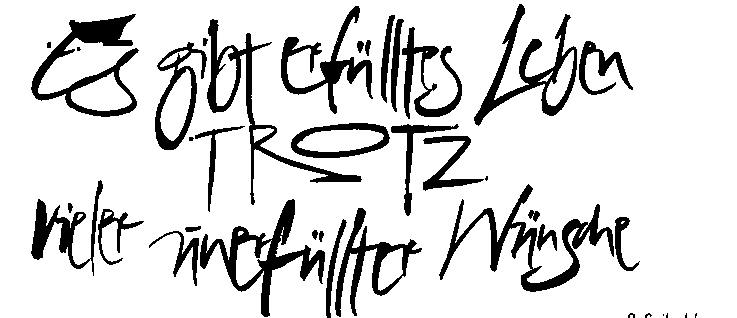 Es gibt erfülltes Leben
TROTZ
vieler unerfüllter Wünsche